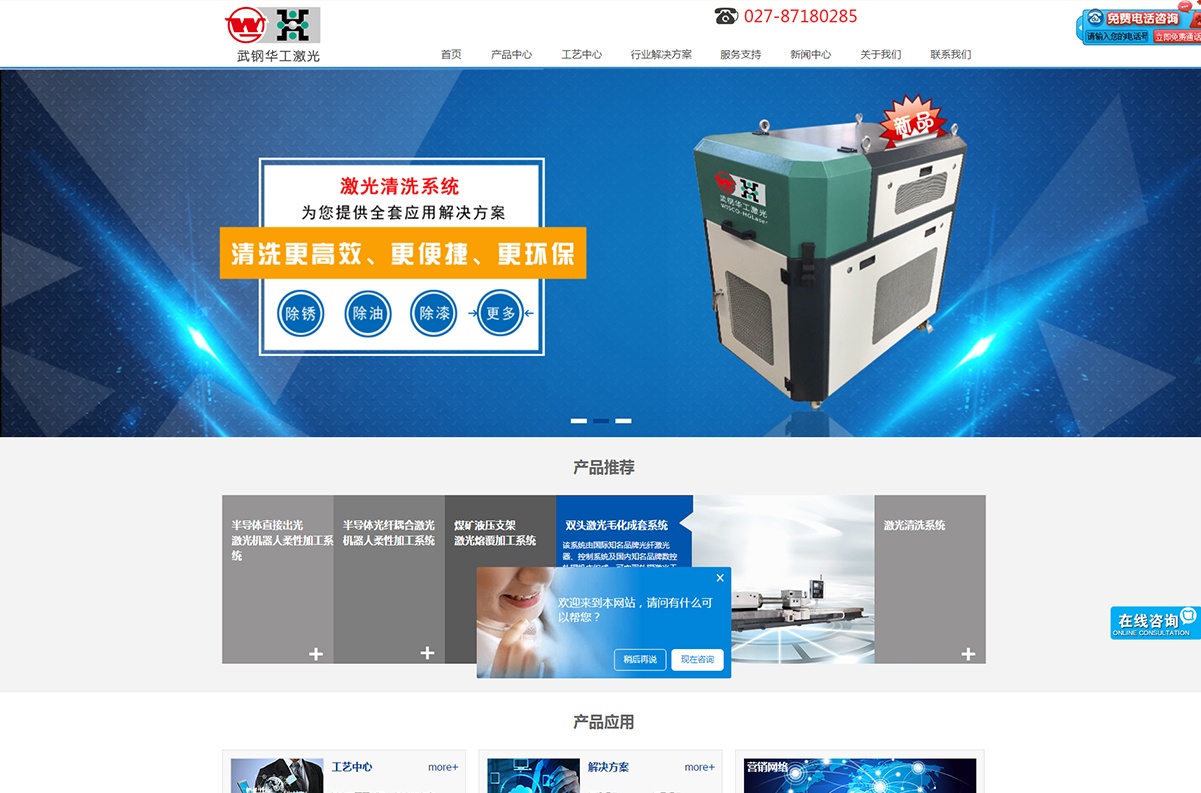 027-87180285
免费电话咨询
请输入您的电话号
立即免费通话
武钢华工激光
首页 产品中心 工艺中心 行业解决方案 服务支持 新闻中心 关于我们 联系我们
新品
激光清洗系统
为您提供全套应用解决方案
清洗更高效、更便捷、更环保
除锈 除油 除漆 更多
武钢华工激光
WISCO-HGLaser
产品推荐
半导体直接出光
激光机器人柔性加工系
统
半导体光纤耦合激光
机器人柔性加工系统
煤矿液压支架
激光熔覆加工系统
双头激光毛化成套系统
该系统由国际知名品牌光纤激光
器、控制系统及国内知名品牌数控
激光清洗系统
欢迎来到本网站，请问有什么可
以帮您？
稍后再说 现在咨询
在线咨询
ONLINE CONSULTATION
产品应用
工艺中心 more+
解决方案 more+
营销网络